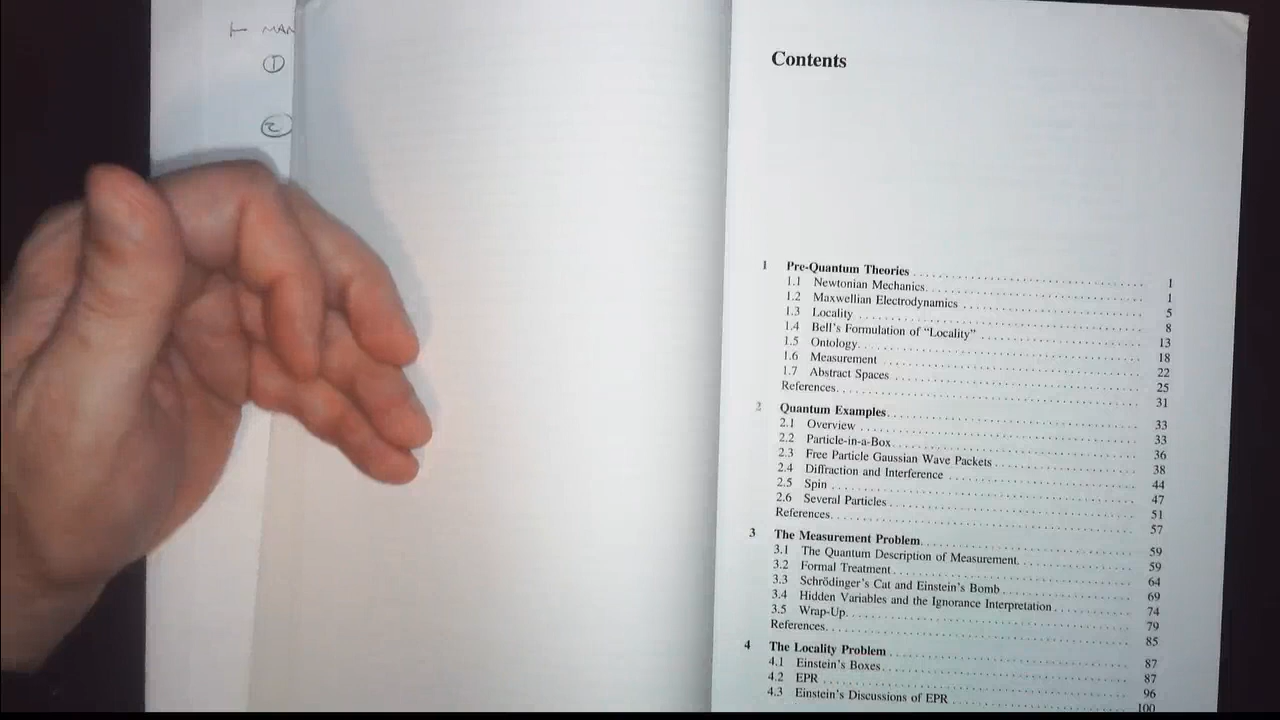 ⊢ MAN
①
②
Contents
1 Pre-Quantum Theories 1
1.1 Newtonian Mechanics 1
1.2 Maxwellian Electrodynamics 5
1.3 Locality 8
1.4 Bell's Formulation of “Locality” 13
1.5 Ontology 18
1.6 Measurement 22
1.7 Abstract Spaces 25
References 31
2 Quantum Examples 33
2.1 Overview 33
2.2 Particle-in-a-Box 36
2.3 Free Particle Gaussian Wave Packets 38
2.4 Diffraction and Interference 44
2.5 Spin 47
2.6 Several Particles 51
References 57
3 The Measurement Problem 59
3.1 The Quantum Description of Measurement 59
3.2 Formal Treatment 64
3.3 Schrödinger's Cat and Einstein's Bomb 69
3.4 Hidden Variables and the Ignorance Interpretation 74
3.5 Wrap-Up 79
References 85
4 The Locality Problem 87
4.1 Einstein's Boxes 87
4.2 EPR 96
4.3 Einstein's Discussions of EPR 100